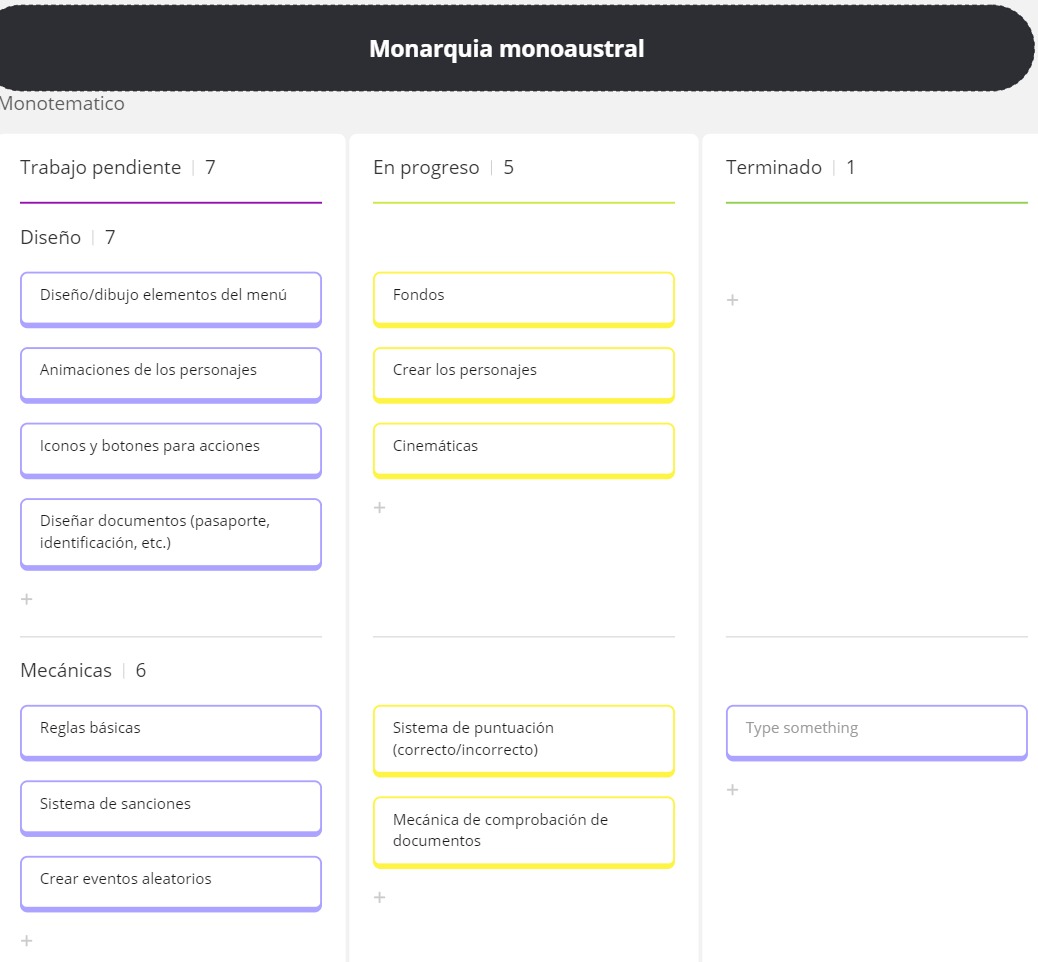 Monarquia monoaustral
Monotematico
Trabajo pendiente | 7
En progreso | 5
Terminado | 1
Diseño | 7
Diseño/dibujo elementos del menú
Animaciones de los personajes
Iconos y botones para acciones
Diseñar documentos (pasaporte,
identificación, etc.)
+
Fondos
Crear los personajes
Cinemáticas
+
+
Mecánicas | 6
Reglas básicas
Sistema de sanciones
Crear eventos aleatorios
+
Sistema de puntuación
(correcto/incorrecto)
Mecánica de comprobación de
documentos
+
Type something
+